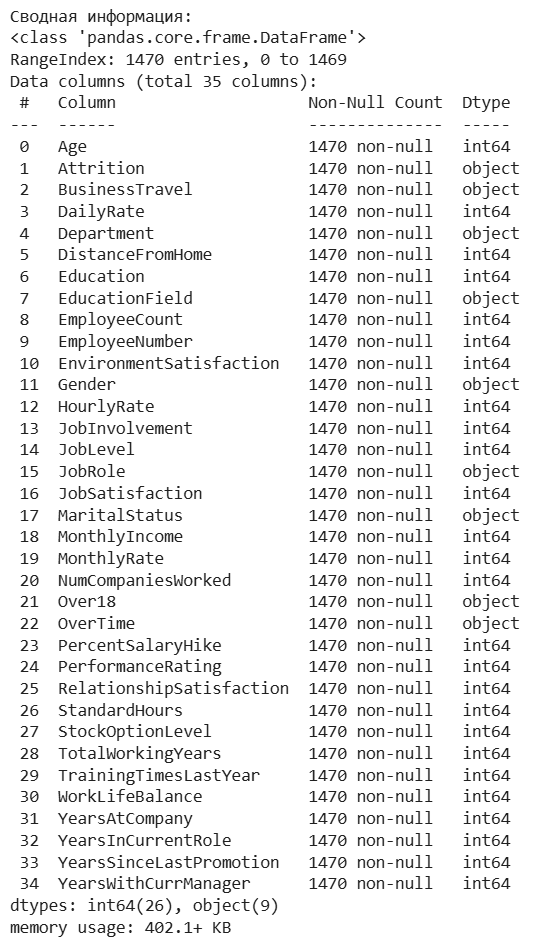 Сводная информация:
<class 'pandas.core.frame.DataFrame'>
RangeIndex: 1470 entries, 0 to 1469
Data columns (total 35 columns):
 #   Column                    Non-Null Count  Dtype
---  ------                    --------------  -----
 0   Age                       1470 non-null   int64
 1   Attrition                 1470 non-null   object
 2   BusinessTravel            1470 non-null   object
 3   DailyRate                 1470 non-null   int64
 4   Department                1470 non-null   object
 5   DistanceFromHome          1470 non-null   int64
 6   Education                 1470 non-null   int64
 7   EducationField            1470 non-null   object
 8   EmployeeCount             1470 non-null   int64
 9   EmployeeNumber            1470 non-null   int64
 10  EnvironmentSatisfaction   1470 non-null   int64
 11  Gender                    1470 non-null   object
 12  HourlyRate                1470 non-null   int64
 13  JobInvolvement            1470 non-null   int64
 14  JobLevel                  1470 non-null   int64
 15  JobRole                   1470 non-null   object
 16  JobSatisfaction           1470 non-null   int64
 17  MaritalStatus             1470 non-null   object
 18  MonthlyIncome             1470 non-null   int64
 19  MonthlyRate               1470 non-null   int64
 20  NumCompaniesWorked        1470 non-null   int64
 21  Over18                    1470 non-null   object
 22  OverTime                  1470 non-null   object
 23  PercentSalaryHike         1470 non-null   int64
 24  PerformanceRating         1470 non-null   int64
 25  RelationshipSatisfaction  1470 non-null   int64
 26  StandardHours             1470 non-null   int64
 27  StockOptionLevel          1470 non-null   int64
 28  TotalWorkingYears         1470 non-null   int64
 29  TrainingTimesLastYear     1470 non-null   int64
 30  WorkLifeBalance           1470 non-null   int64
 31  YearsAtCompany            1470 non-null   int64
 32  YearsInCurrentRole        1470 non-null   int64
 33  YearsSinceLastPromotion   1470 non-null   int64
 34  YearsWithCurrManager      1470 non-null   int64
dtypes: int64(26), object(9)
memory usage: 402.1+ KB